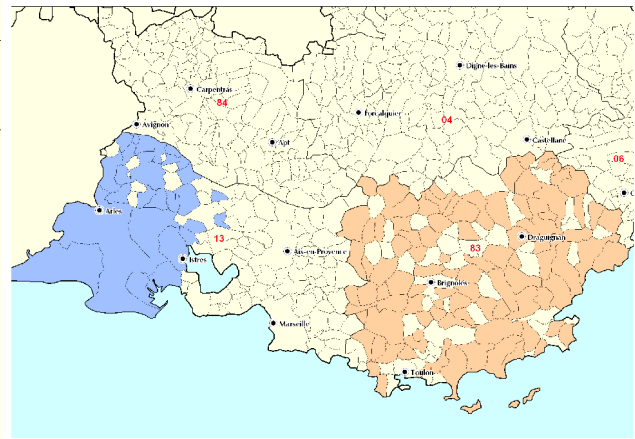 Digne-les-Bains
Carpentras
84
Forcalquier
04
Avignon
Apt
Castellane
06
Arles
13
Aix-en-Provence
83
Draguignan
Istres
Brignoles
Marseille
Toulon